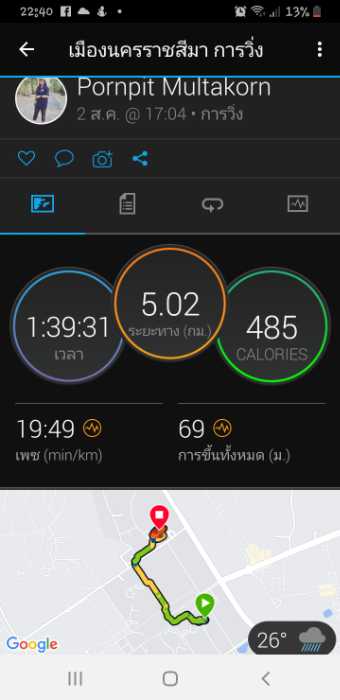 22:40 13%
เมืองนครราชสีมา การวิ่ง
Pornpit Multakorn
2 ส.ค. @ 17:04 • การวิ่ง
1:39:31
เวลา
5.02
ระยะทาง (กม.)
485
CALORIES
19:49
เพซ (min/km)
69
การขึ้นทั้งหมด (ม.)
Google
26°